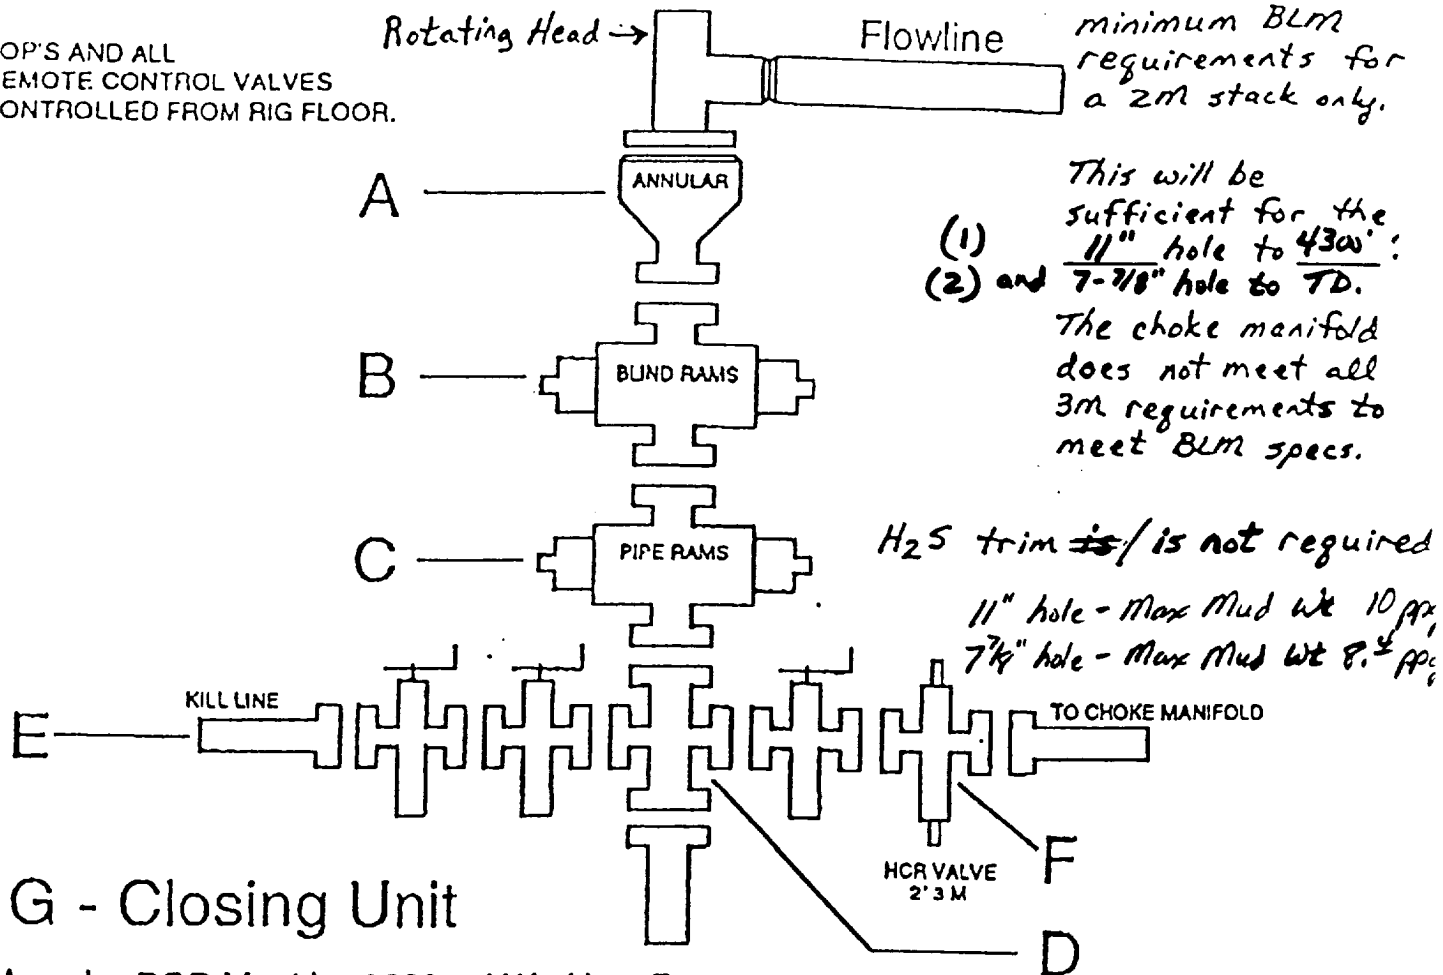 OP'S AND ALL
EMOTE CONTROL VALVES
ONTROLLED FROM RIG FLOOR.
Rotating Head →
Flowline
minimum BLM
requirements for
a 2M stack only.
A
ANNULAR
This will be
sufficient for the
(1) 11" hole to 4300'
(2) and 7-7/8" hole to TD.
The choke manifold
does not meet all
3M requirements to
meet BLM specs.
B
BLIND RAMS
C
PIPE RAMS
H2S trim is/is not required
11" hole - Max Mud Wt 10 ppg
7 7/8" hole - Max Mud Wt 8.4 ppg
E
KILL LINE
TO CHOKE MANIFOLD
HCR VALVE
2' 3 M
F
D
G - Closing Unit